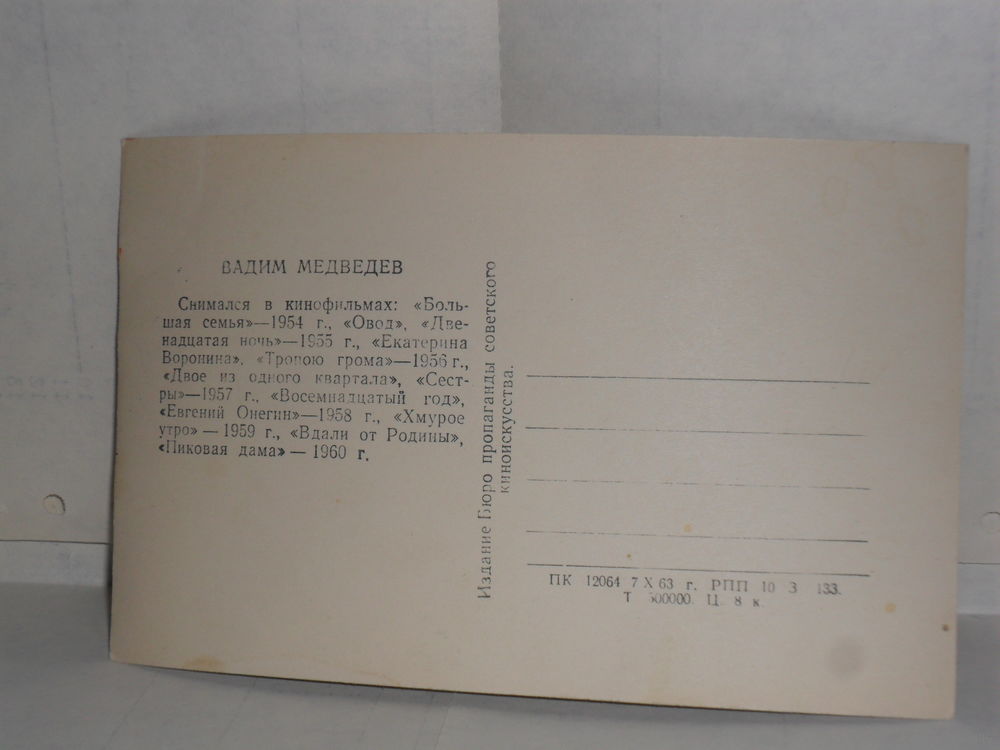 ВАДИМ МЕДВЕДЕВ
Снимался в кинофильмах: «Боль-
шая семья»—1954 г., «Овод», «Две-
надцатая ночь»—1955 г., «Екатерина
Воронина», «Тропою грома»—1956 г.,
«Двое из одного квартала», «Сест-
ры»—1957 г., «Восемнадцатый год»,
«Евгений Онегин»—1958 г., «Хмурое
утро» — 1959 г., «Вдали от Родины»,
«Пиковая дама» — 1960 г.
Издание Бюро пропаганды советского
киноискусства.
ПК 12064 7 X 63 г. РПП 10 З 133.
Т Ц. 8 к.